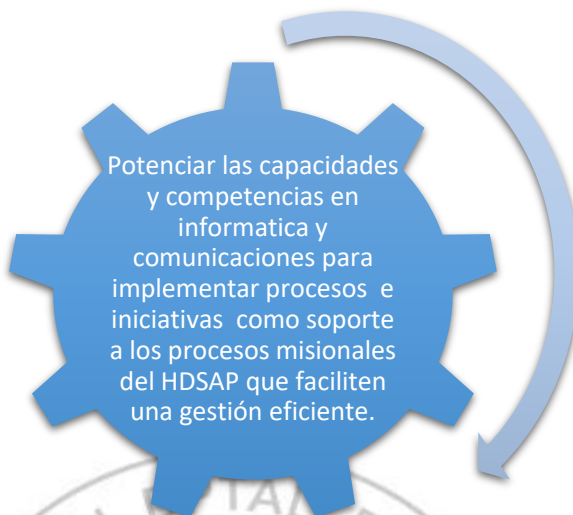 Potenciar las capacidades
y competencias en
informatica y
comunicaciones para
implementar procesos e
iniciativas como soporte
a los procesos misionales
del HDSAP que faciliten
una gestión eficiente.